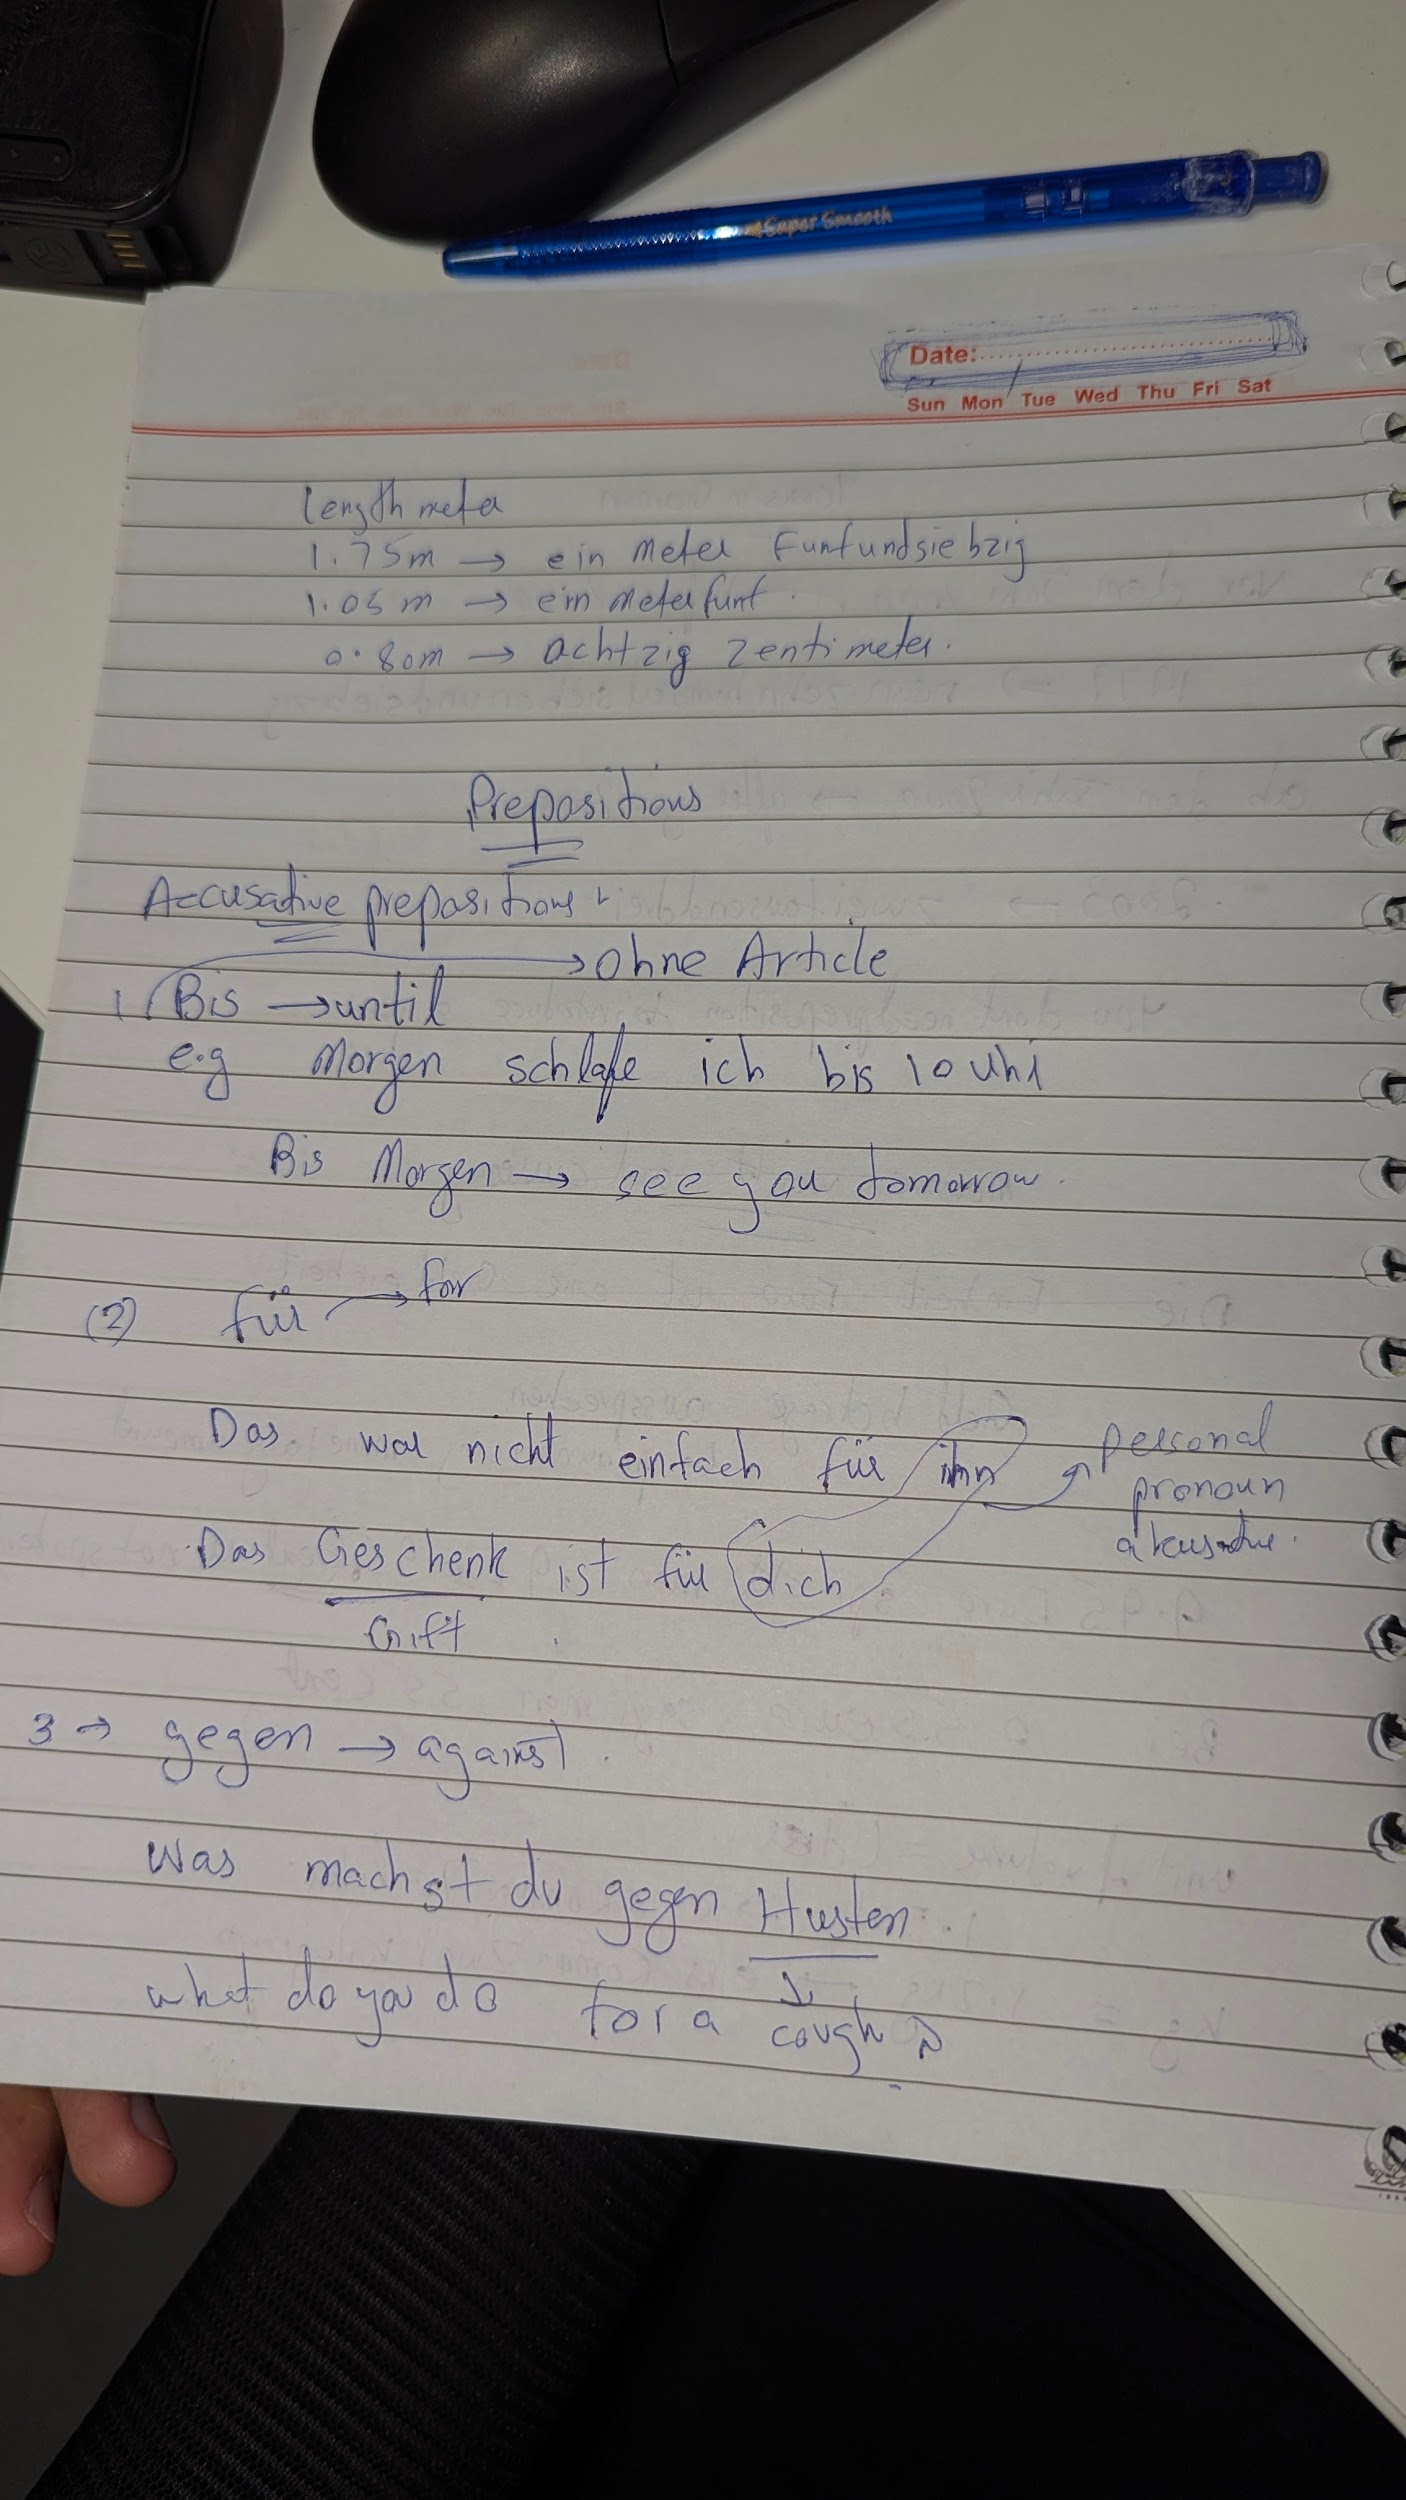 Super Smooth
Date:
Sun Mon Tue Wed Thu Fri Sat
length meter
1.75m → ein Meter Funfundsiebzig
1.05 m → ein Meter funf.
0.80m → achtzig Zentimeter.
Prepositions
Accusative prepositions
→ ohne Article
1 Bis → until
e.g Morgen schlafe ich bis 10 Uhr
Bis Morgen → see you tomorrow.
(2) für → for
Das war nicht einfach für ihn → personal
pronoun
akkusative.
Das Geschenk ist für dich
Gift
3 → gegen → against.
Was machst du gegen Husten.
what do you do for a cough?